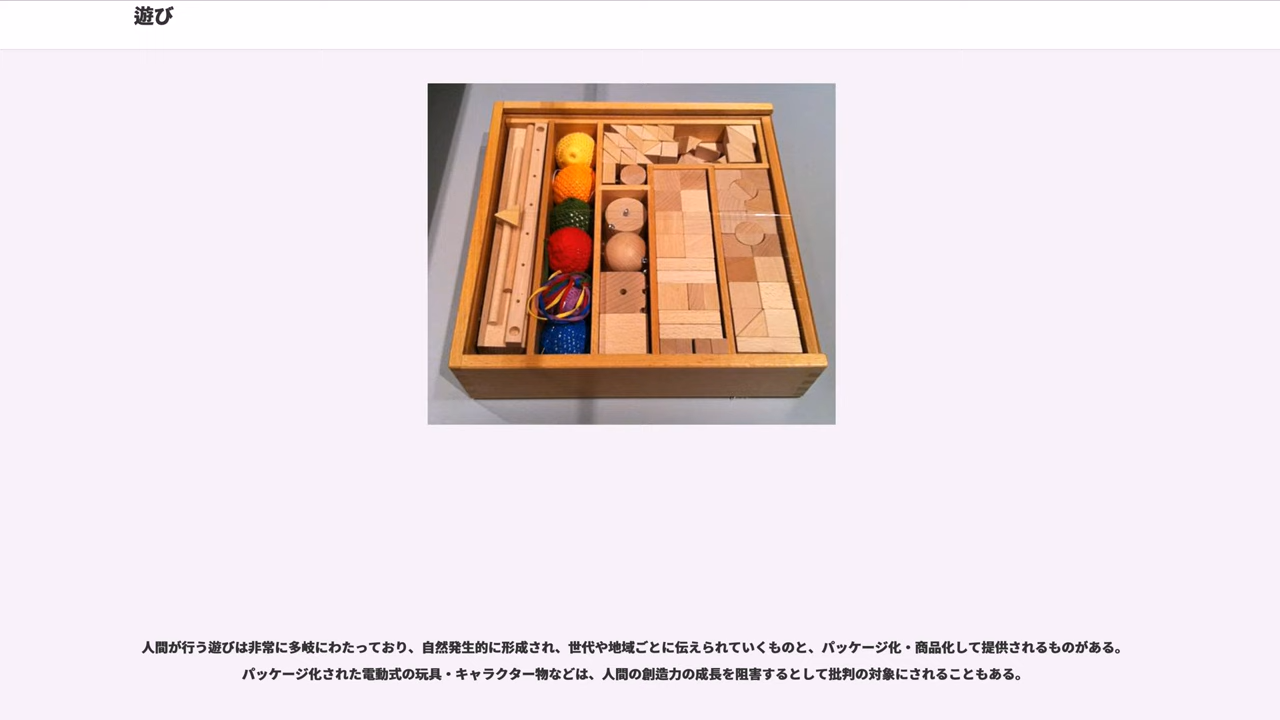 遊び
人間が行う遊びは非常に多岐にわたっており、自然発生的に形成され、世代や地域ごとに伝えられていくものと、パッケージ化・商品化して提供されるものがある。
パッケージ化された電動式の玩具・キャラクター物などは、人間の創造力の成長を阻害するとして批判の対象にされることもある。